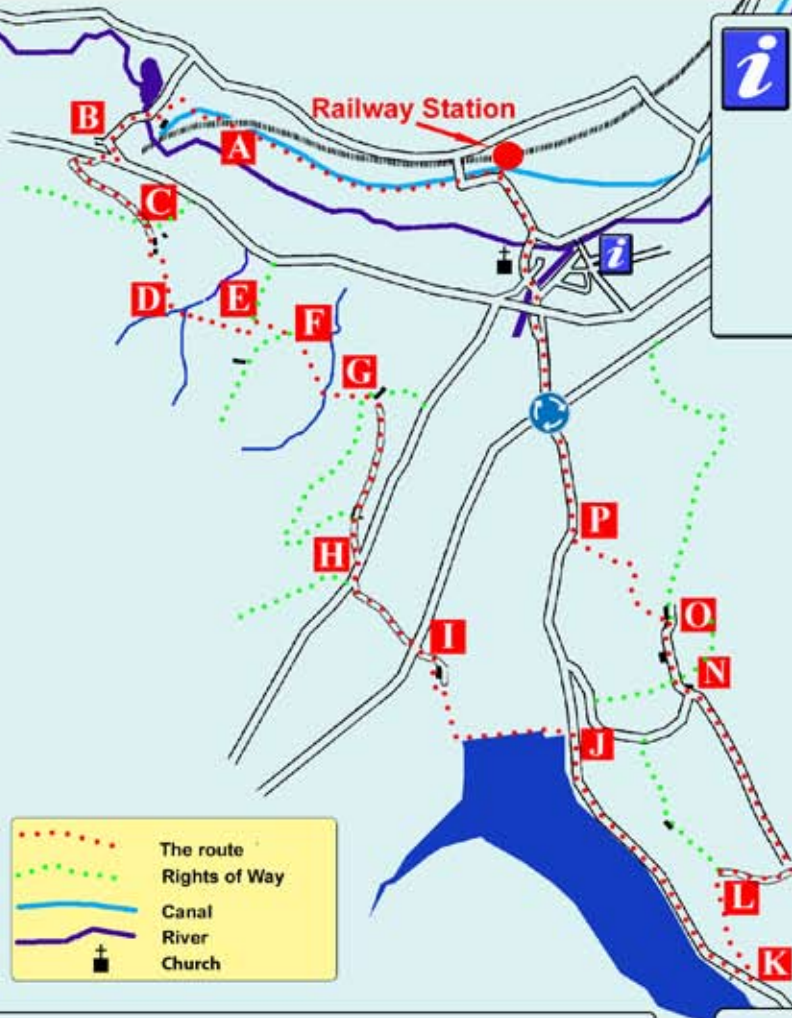 i
Railway Station
B
A
C
i
D
E
F
G
P
H
O
I
N
J
L
K
The route
Rights of Way
Canal
River
Church